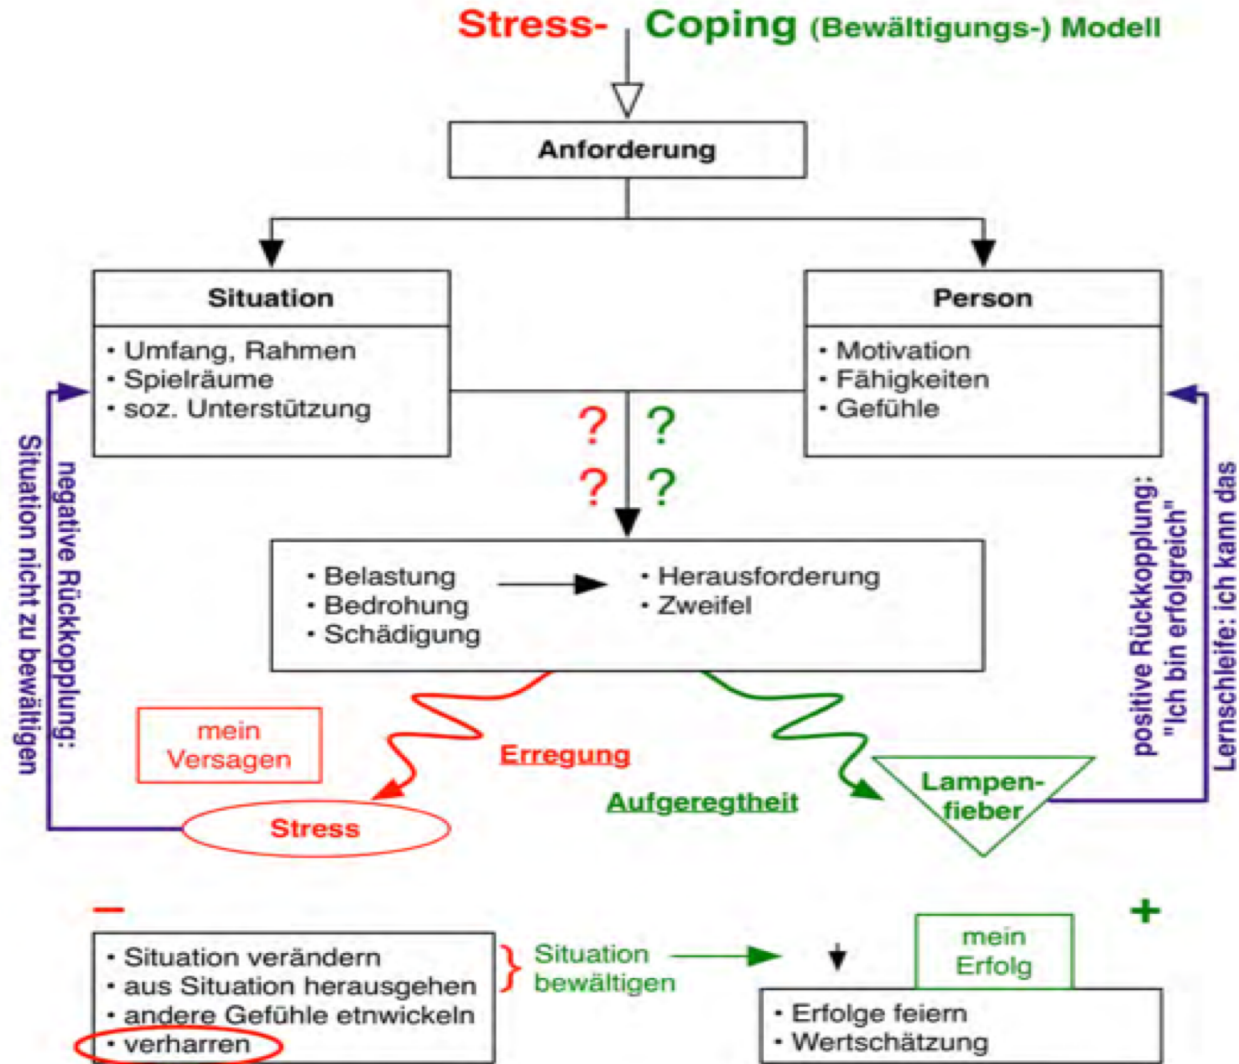 Stress- Coping (Bewältigungs-) Modell
Anforderung
Situation
• Umfang, Rahmen
• Spielräume
• soz. Unterstützung
Person
• Motivation
• Fähigkeiten
• Gefühle
? ?
? ?
negative Rückkopplung:
Situation nicht zu bewältigen
positive Rückkopplung:
"Ich bin erfolgreich"
Lernschleife: ich kann das
• Belastung
• Bedrohung
• Schädigung
• Herausforderung
• Zweifel
mein
Versagen
Erregung
Aufgeregtheit
Stress
Lampen-
fieber
–
+
• Situation verändern
• aus Situation herausgehen
• andere Gefühle etnwickeln
• verharren
} Situation
bewältigen
mein
Erfolg
• Erfolge feiern
• Wertschätzung